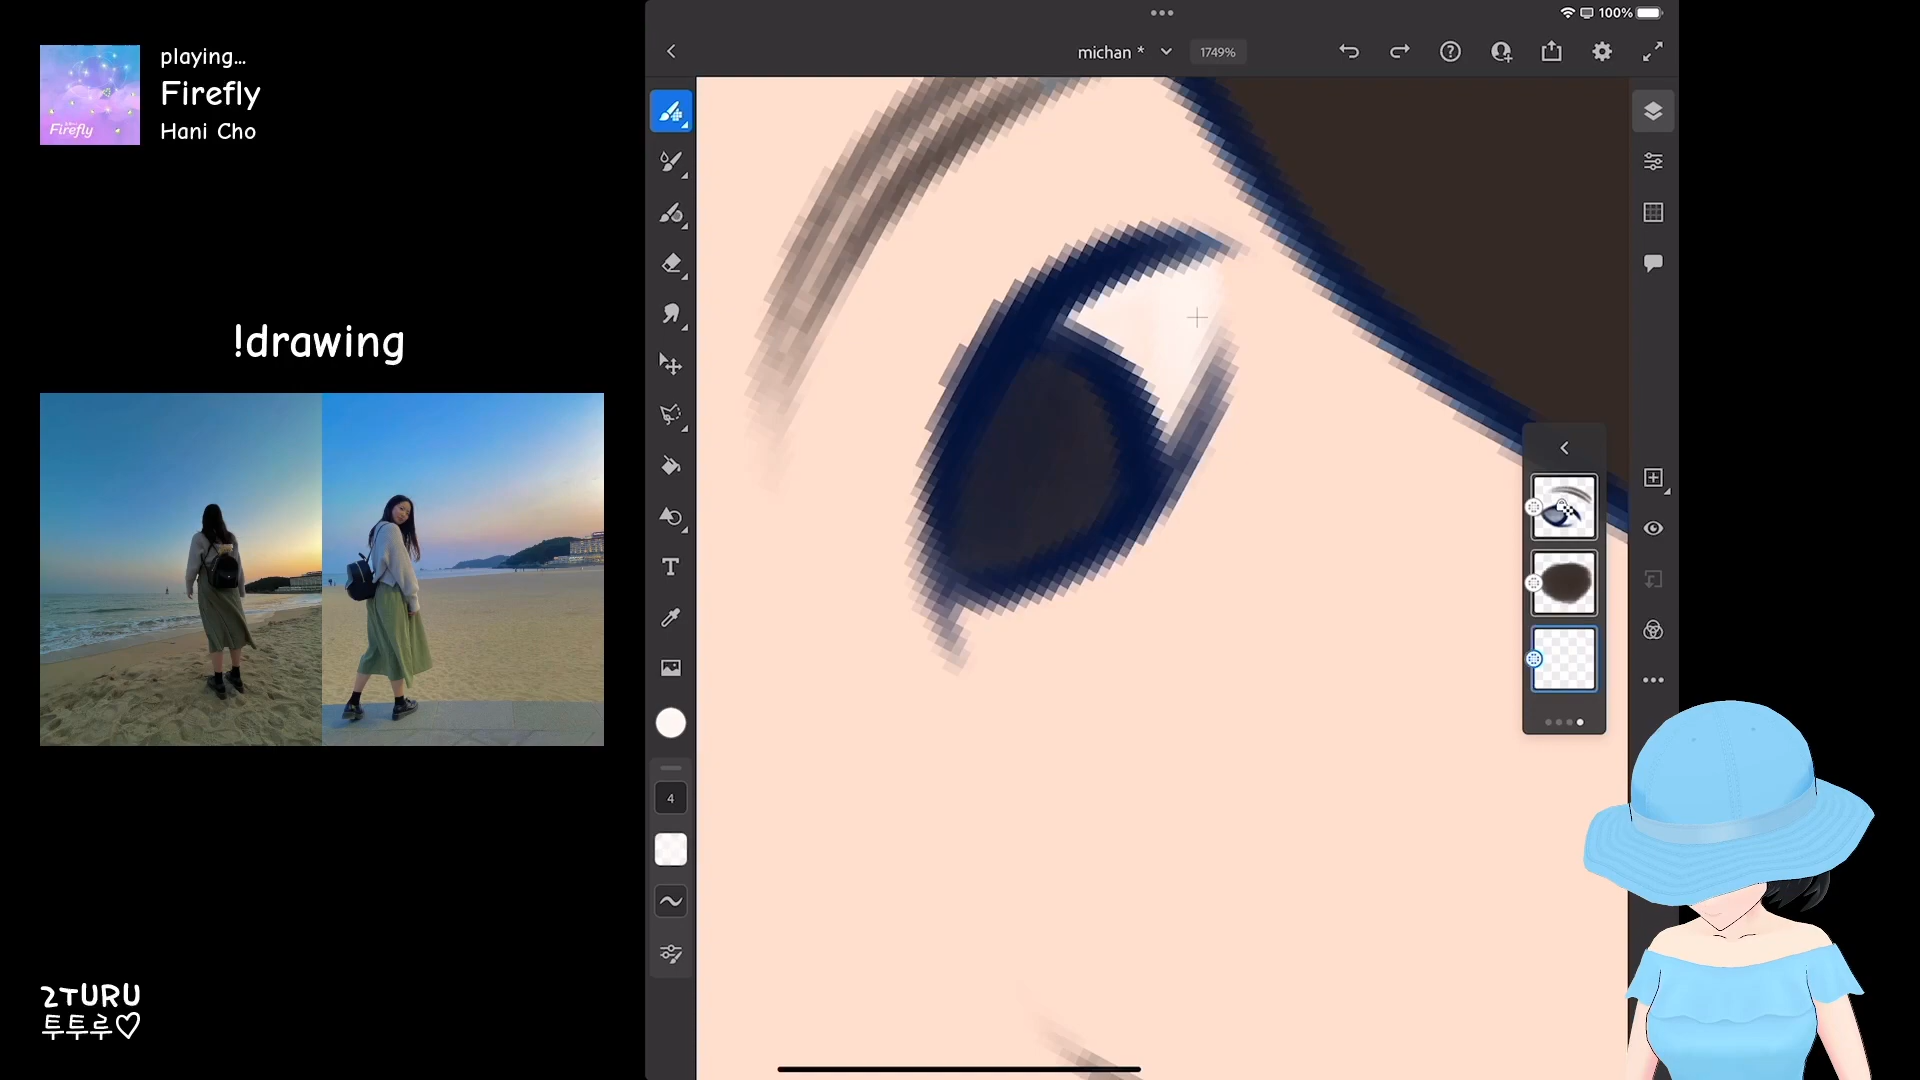 playing...
Firefly
Hani Cho
Firefly
!drawing
2TURU
투투루♡
michan *
1749%
100%
T
4